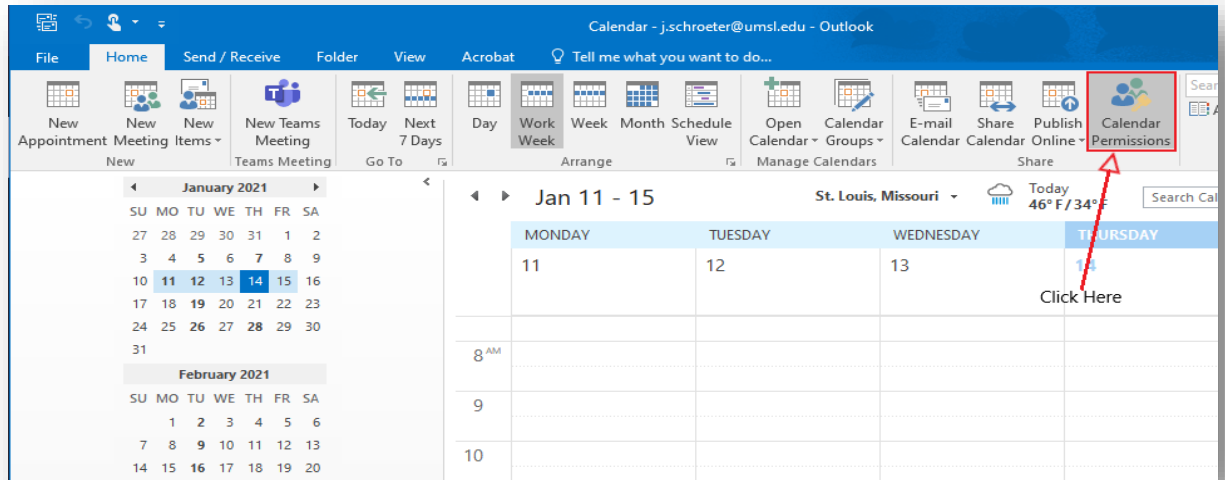 Calendar - j.schroeter@umsl.edu - Outlook
File Home Send / Receive Folder View Acrobat Tell me what you want to do...
New Appointment
New Meeting
New Items
New Teams Meeting
Today
Next 7 Days
Day
Work Week
Week
Month
Schedule View
Open Calendar
Calendar Groups
E-mail Calendar
Share Calendar
Publish Online
Calendar Permissions
New Teams Meeting Go To Arrange Manage Calendars Share
January 2021
SU MO TU WE TH FR SA
27 28 29 30 31 1 2
3 4 5 6 7 8 9
10 11 12 13 14 15 16
17 18 19 20 21 22 23
24 25 26 27 28 29 30
31
February 2021
SU MO TU WE TH FR SA
1 2 3 4 5 6
7 8 9 10 11 12 13
14 15 16 17 18 19 20
Jan 11 - 15
St. Louis, Missouri
Today
46° F / 34° F
Search Cal
MONDAY TUESDAY WEDNESDAY THURSDAY
11 12 13 14
Click Here
8 AM
9
10